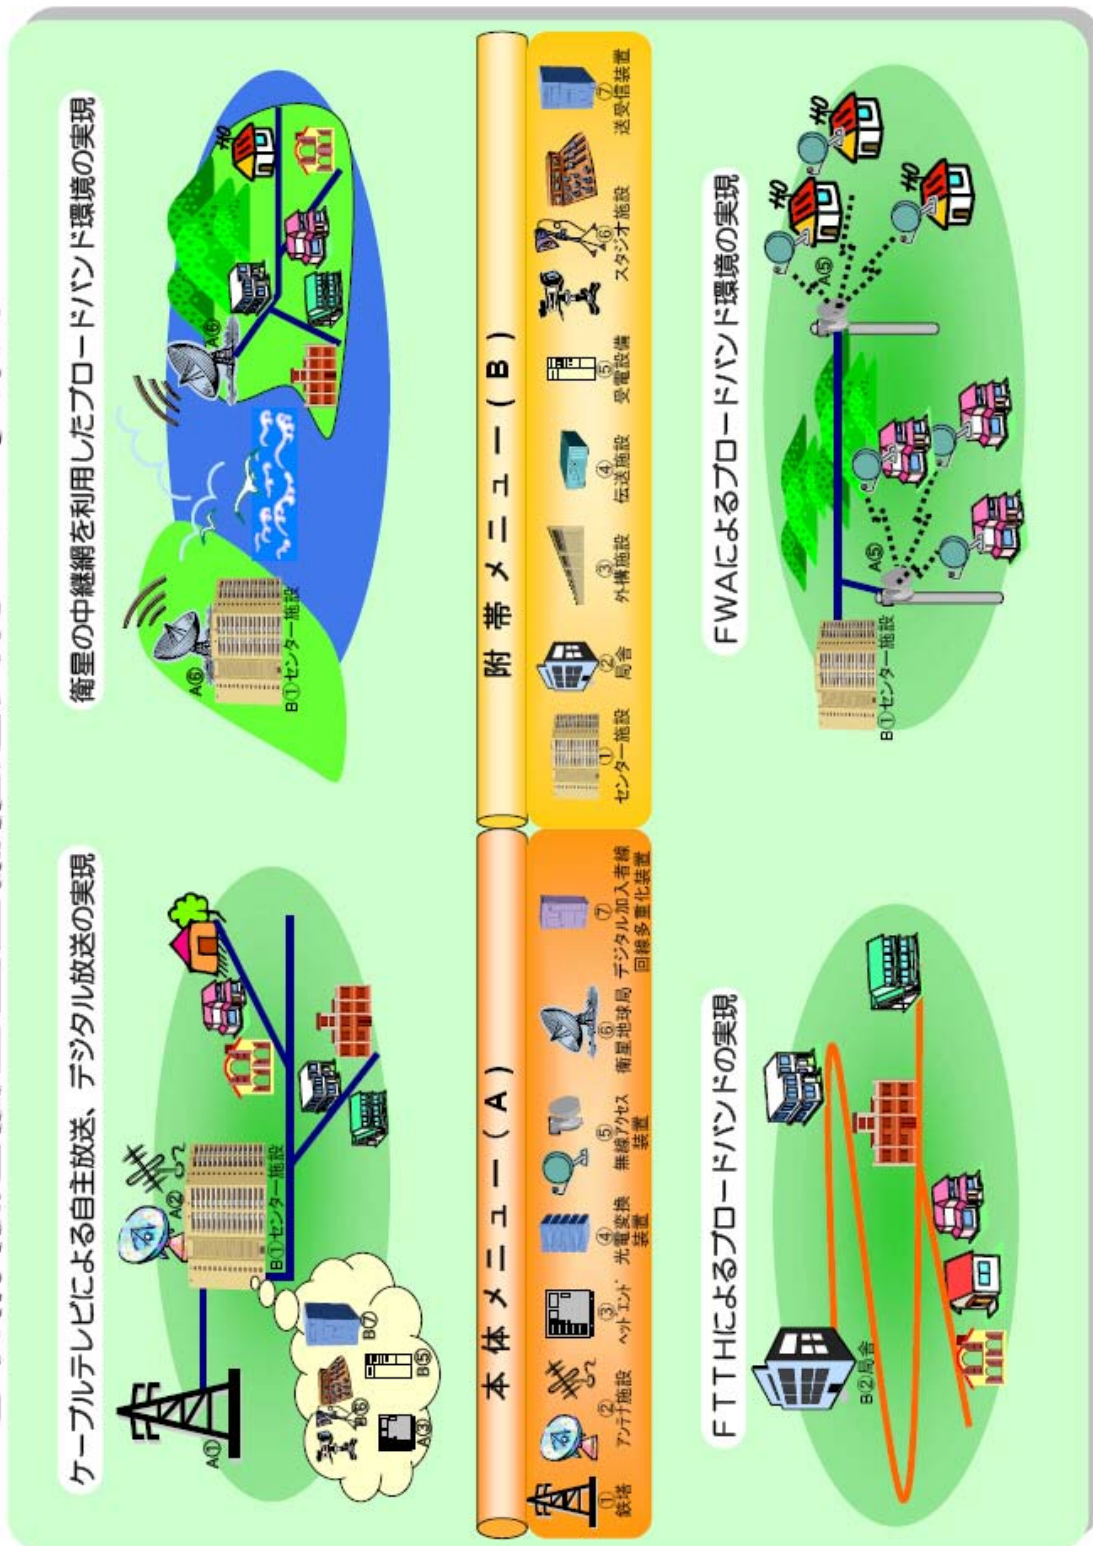 ケーブルテレビによる自主放送、デジタル放送の実現
A①
A②
B①センター施設
B⑥
B⑦
A③
B⑤
衛星の中継網を利用したブロードバンド環境の実現
A⑥
B①センター施設
A⑥
本体メニュー(A)
①
鉄塔
②
アンテナ施設
③
ヘッドエンド
④
光電変換
装置
⑤
無線アクセス
装置
⑥
衛星地球局
⑦
デジタル加入者線
回線多重化装置
附帯メニュー(B)
①
センター施設
②
局舎
③
外構施設
④
伝送施設
⑤
受電設備
⑥
スタジオ施設
⑦
送受信装置
FTTHによるブロードバンドの実現
B②局舎
FWAによるブロードバンド環境の実現
B①センター施設
A⑤
A⑤